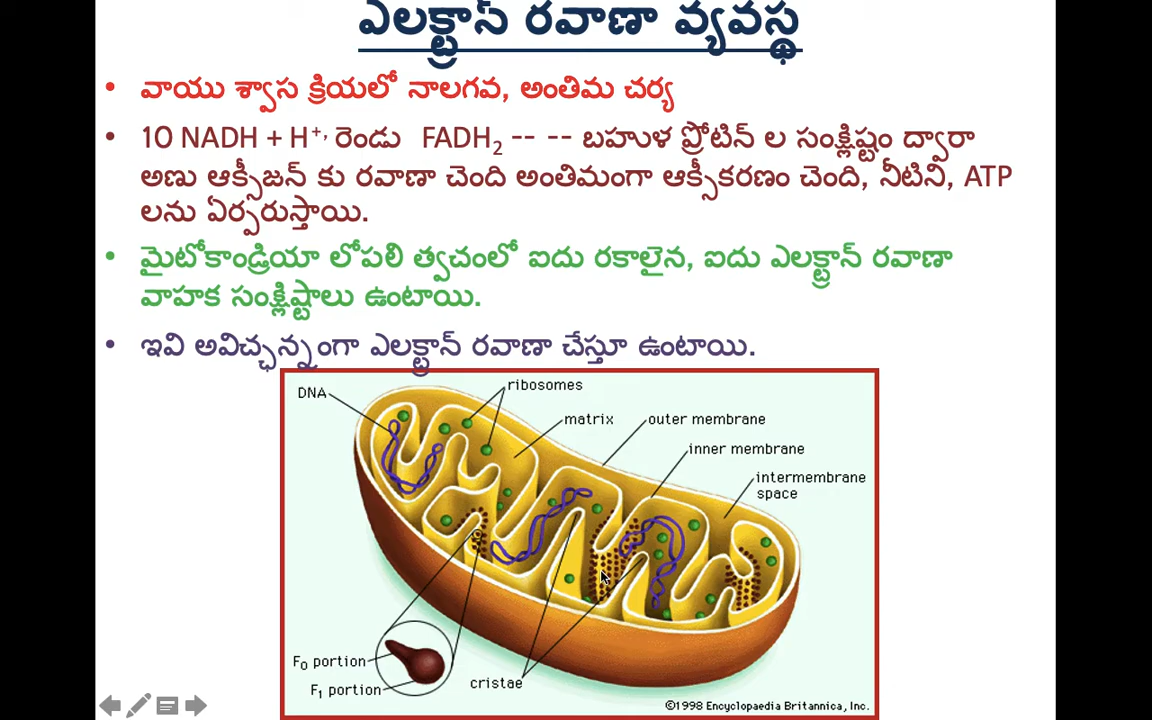 ఎలక్ట్రాన్ రవాణా వ్యవస్థ
• వాయు శ్వాస క్రియలో నాలగవ, అంతిమ చర్య
• 10 NADH + H⁺, రెండు FADH₂ -- -- బహుళ ప్రోటిన్ ల సంక్లిష్టం ద్వారా
అణు ఆక్సీజన్ కు రవాణా చెంది అంతిమంగా ఆక్సీకరణం చెంది, నీటిని, ATP
లను ఏర్పరుస్తాయి.
• మైటోకాండ్రియా లోపలి త్వచంలో ఐదు రకాలైన, ఐదు ఎలక్ట్రాన్ రవాణా
వాహక సంక్లిష్టాలు ఉంటాయి.
• ఇవి అవిచ్ఛన్నంగా ఎలక్ట్రాన్ రవాణా చేస్తూ ఉంటాయి.
DNA
ribosomes
matrix
outer membrane
inner membrane
intermembrane
space
F₀ portion
F₁ portion
cristae
©1998 Encyclopaedia Britannica, Inc.